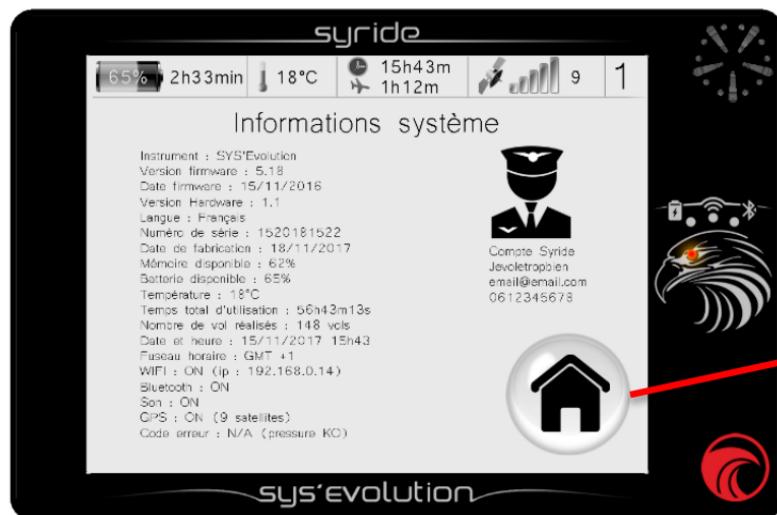 syride
65% 2h33min 18°C 15h43m 9 1
1h12m
Informations système
Instrument : SYS'Evolution
Version firmware : 5.18
Date firmware : 15/11/2016
Version Hardware : 1.1
Langue : Français
Numéro de série : 1520181522
Date de fabrication : 18/11/2017
Mémoire disponible : 62%
Batterie disponible : 65%
Température : 18°C
Temps total d'utilisation : 56h43m13s
Nombre de vol réalisés : 148 vols
Date et heure : 15/11/2017 15h43
Fuseau horaire : GMT +1
WIFI : ON (ip : 192.168.0.14)
Bluetooth : ON
Son : ON
GPS : ON (9 satellites)
Code erreur : N/A (pressure KO)
Compte Syride
Jevoletropbien
email@email.com
0612345678
sys'evolution